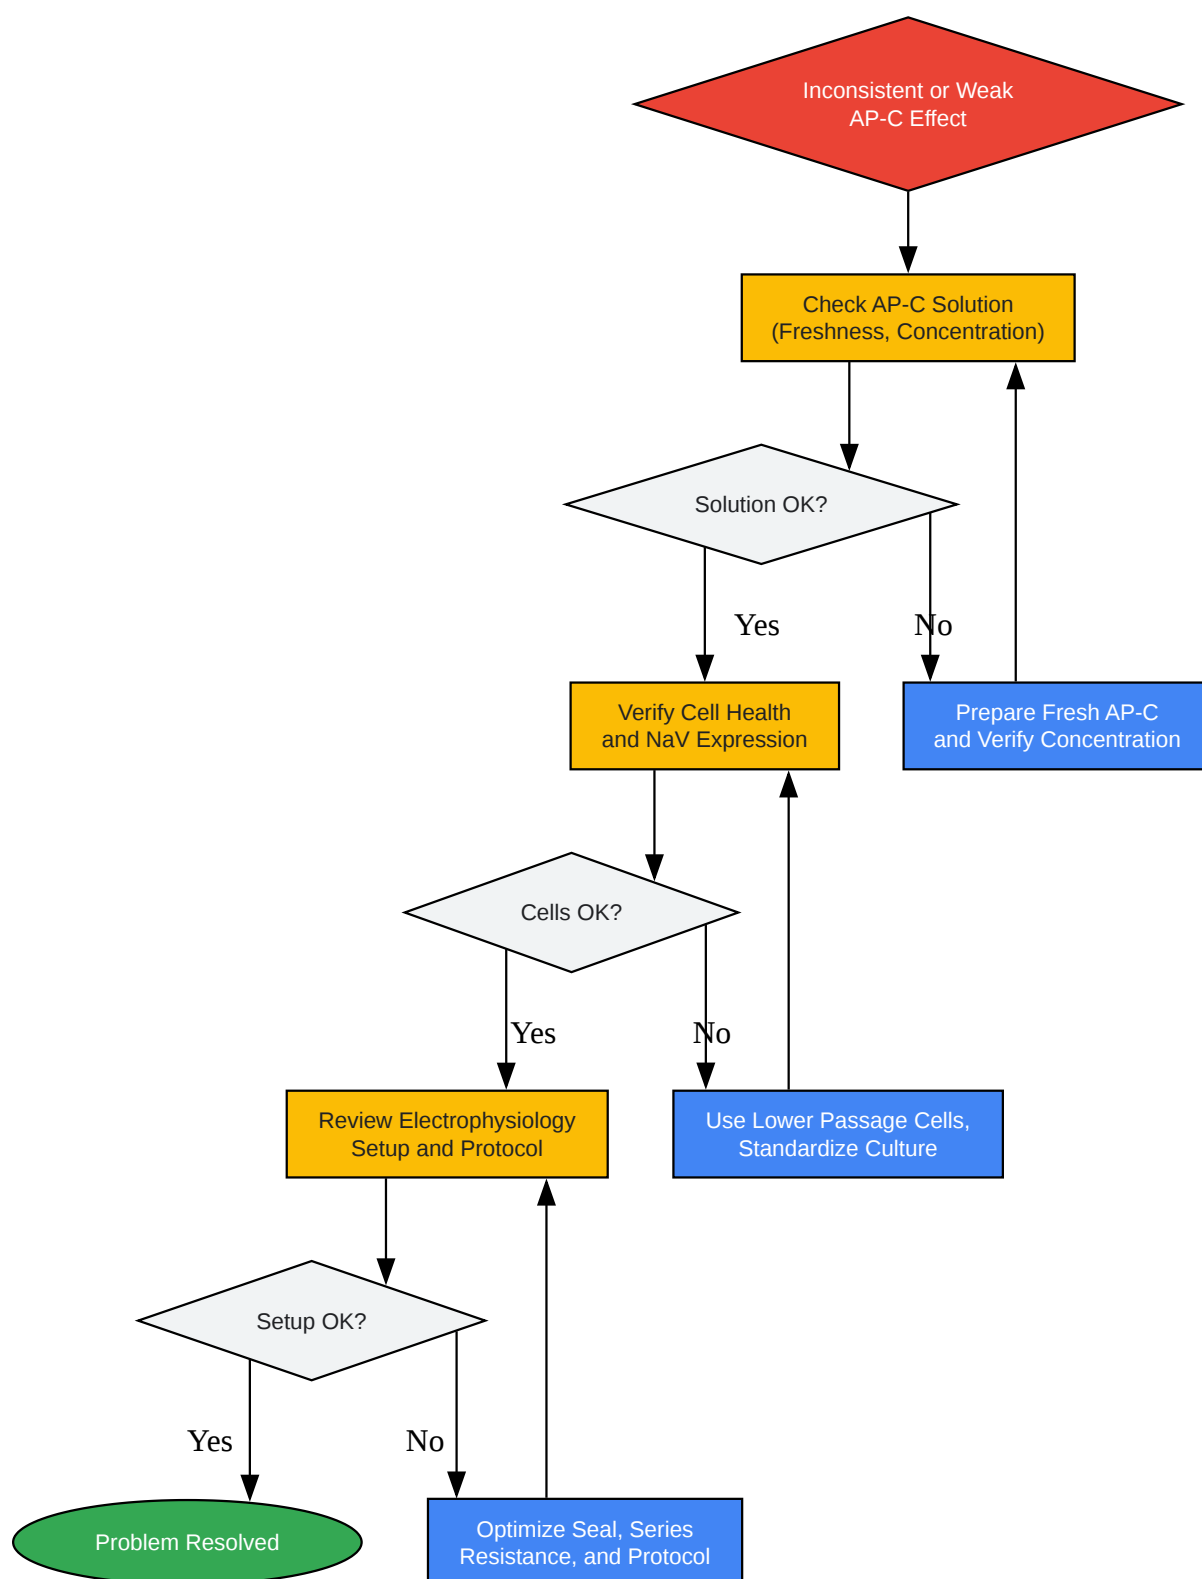 Inconsistent or Weak
AP-C Effect
Check AP-C Solution
(Freshness, Concentration)
Solution OK?
Yes
No
Verify Cell Health
and NaV Expression
Prepare Fresh AP-C
and Verify Concentration
Cells OK?
Yes
No
Review Electrophysiology
Setup and Protocol
Use Lower Passage Cells,
Standardize Culture
Setup OK?
Yes
No
Problem Resolved
Optimize Seal, Series
Resistance, and Protocol